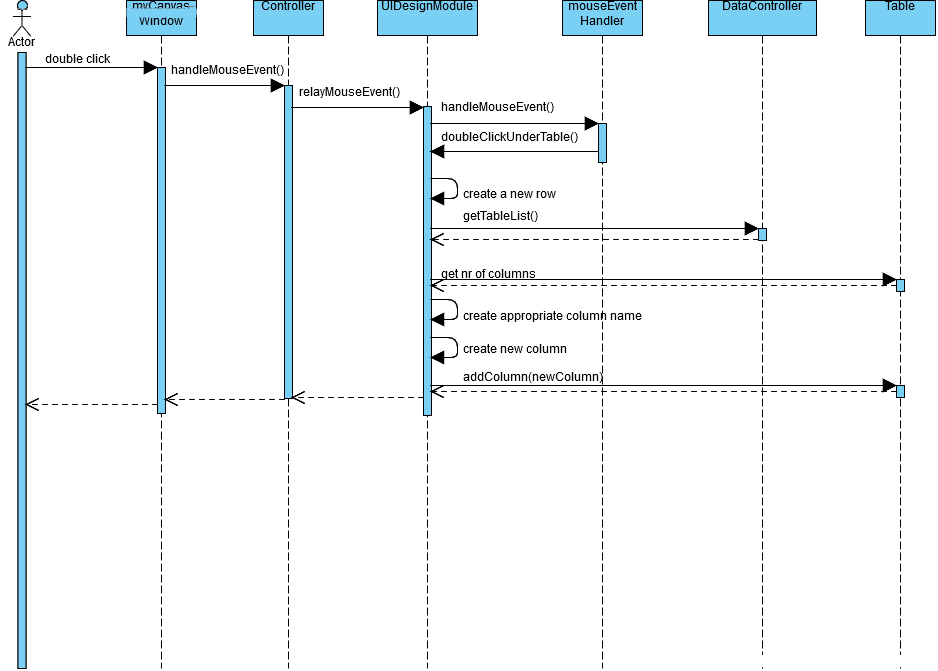 myCanvas
Window
Controller
UIDesignModule
mouseEvent
Handler
DataController
Table
Actor
double click
handleMouseEvent()
relayMouseEvent()
handleMouseEvent()
doubleClickUnderTable()
create a new row
getTableList()
get nr of columns
create appropriate column name
create new column
addColumn(newColumn)